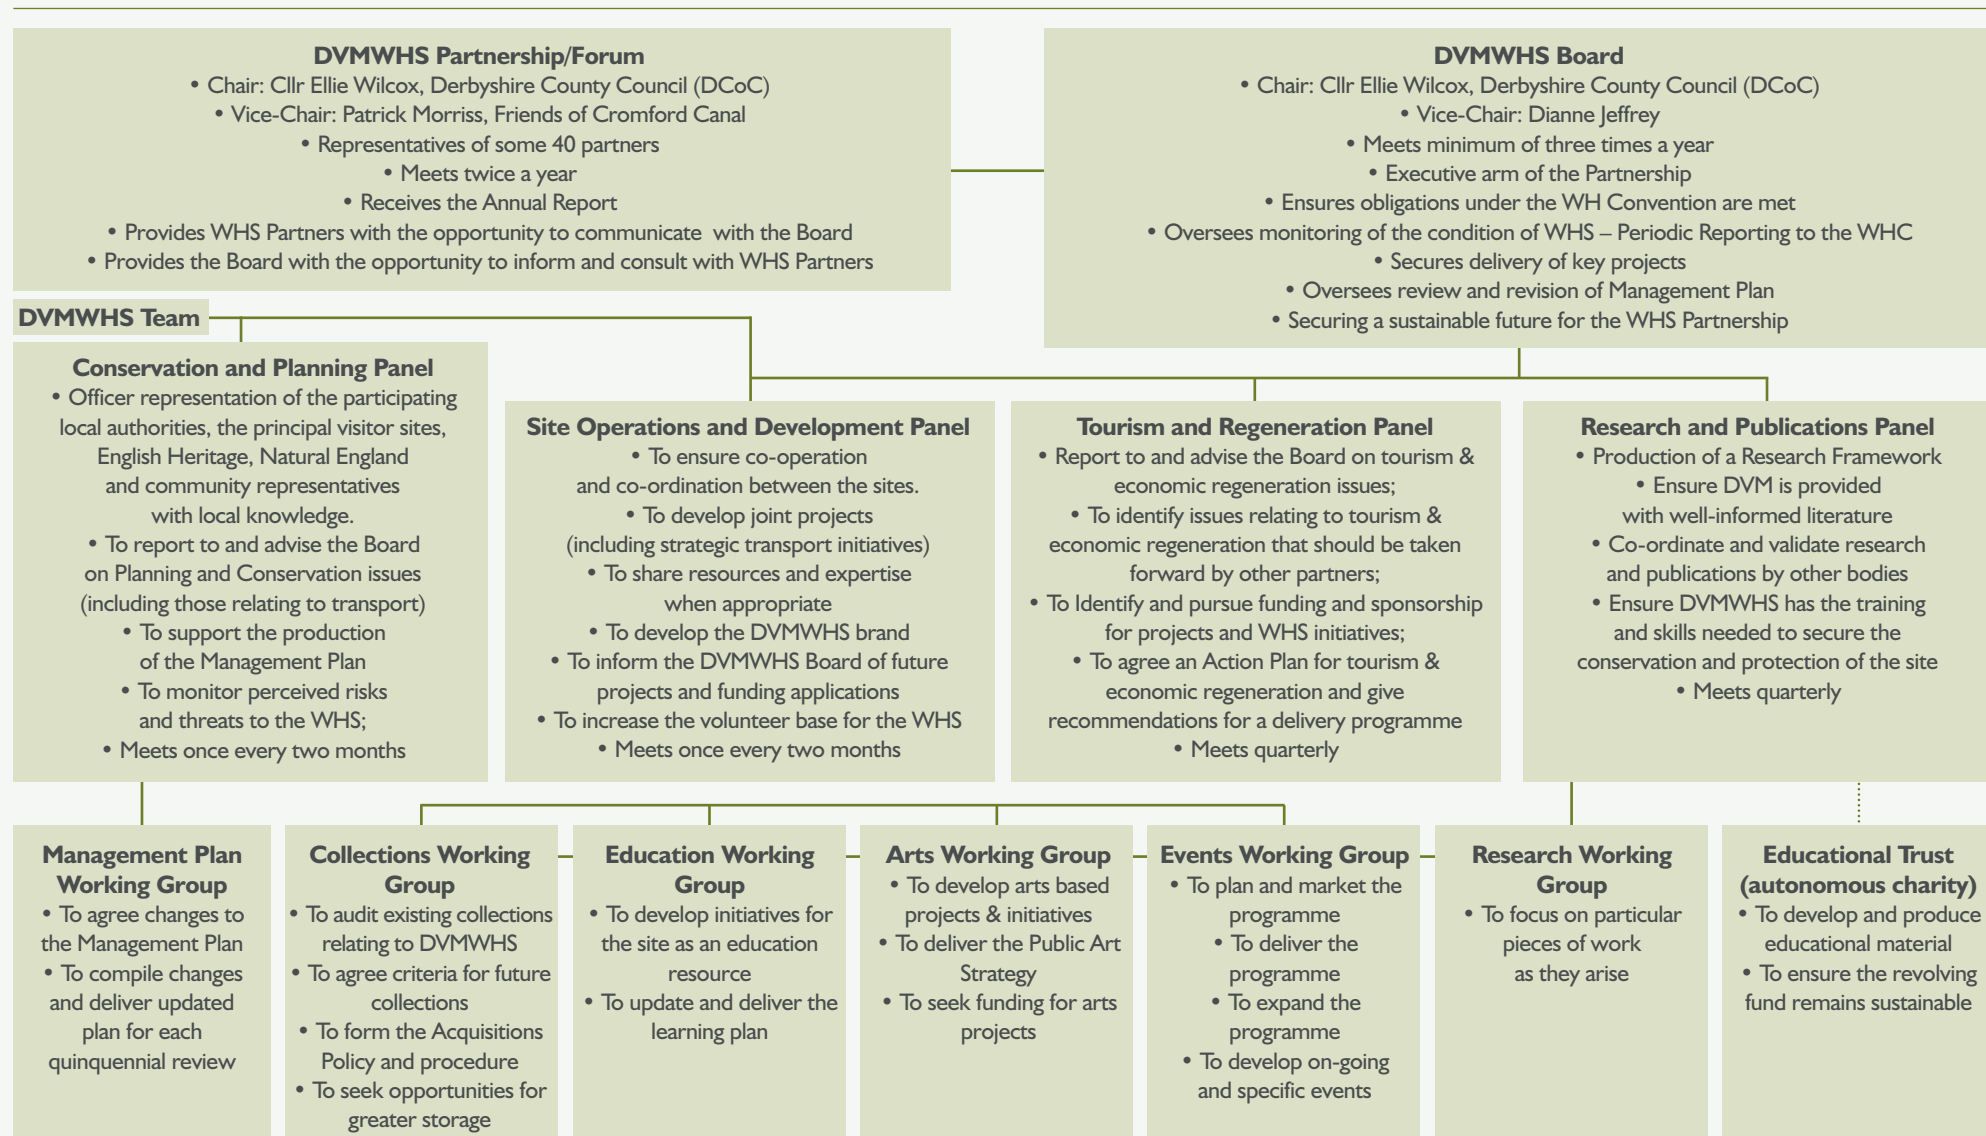 DVMWHS Partnership/Forum
• Chair: Cllr Ellie Wilcox, Derbyshire County Council (DCoC)
• Vice-Chair: Patrick Morriss, Friends of Cromford Canal
• Representatives of some 40 partners
• Meets twice a year
• Receives the Annual Report
• Provides WHS Partners with the opportunity to communicate with the Board
• Provides the Board with the opportunity to inform and consult with WHS Partners
DVMWHS Board
• Chair: Cllr Ellie Wilcox, Derbyshire County Council (DCoC)
• Vice-Chair: Dianne Jeffrey
• Meets minimum of three times a year
• Executive arm of the Partnership
• Ensures obligations under the WH Convention are met
• Oversees monitoring of the condition of WHS – Periodic Reporting to the WHC
• Secures delivery of key projects
• Oversees review and revision of Management Plan
• Securing a sustainable future for the WHS Partnership
DVMWHS Team
Conservation and Planning Panel
• Officer representation of the participating
local authorities, the principal visitor sites,
English Heritage, Natural England
and community representatives
with local knowledge.
• To report to and advise the Board
on Planning and Conservation issues
(including those relating to transport)
• To support the production
of the Management Plan
• To monitor perceived risks
and threats to the WHS;
• Meets once every two months
Site Operations and Development Panel
• To ensure co-operation
and co-ordination between the sites.
• To develop joint projects
(including strategic transport initiatives)
• To share resources and expertise
when appropriate
• To develop the DVMWHS brand
• To inform the DVMWHS Board of future
projects and funding applications
• To increase the volunteer base for the WHS
• Meets once every two months
Tourism and Regeneration Panel
• Report to and advise the Board on tourism &
economic regeneration issues;
• To identify issues relating to tourism &
economic regeneration that should be taken
forward by other partners;
• To Identify and pursue funding and sponsorship
for projects and WHS initiatives;
• To agree an Action Plan for tourism &
economic regeneration and give
recommendations for a delivery programme
• Meets quarterly
Research and Publications Panel
• Production of a Research Framework
• Ensure DVM is provided
with well-informed literature
• Co-ordinate and validate research
and publications by other bodies
• Ensure DVMWHS has the training
and skills needed to secure the
conservation and protection of the site
• Meets quarterly
Management Plan
Working Group
• To agree changes to
the Management Plan
• To compile changes
and deliver updated
plan for each
quinquennial review
Collections Working
Group
• To audit existing collections
relating to DVMWHS
• To agree criteria for future
collections
• To form the Acquisitions
Policy and procedure
• To seek opportunities for
greater storage
Education Working
Group
• To develop initiatives for
the site as an education
resource
• To update and deliver the
learning plan
Arts Working Group
• To develop arts based
projects & initiatives
• To deliver the Public Art
Strategy
• To seek funding for arts
projects
Events Working Group
• To plan and market the
programme
• To deliver the
programme
• To expand the
programme
• To develop on-going
and specific events
Research Working
Group
• To focus on particular
pieces of work
as they arise
Educational Trust
(autonomous charity)
• To develop and produce
educational material
• To ensure the revolving
fund remains sustainable